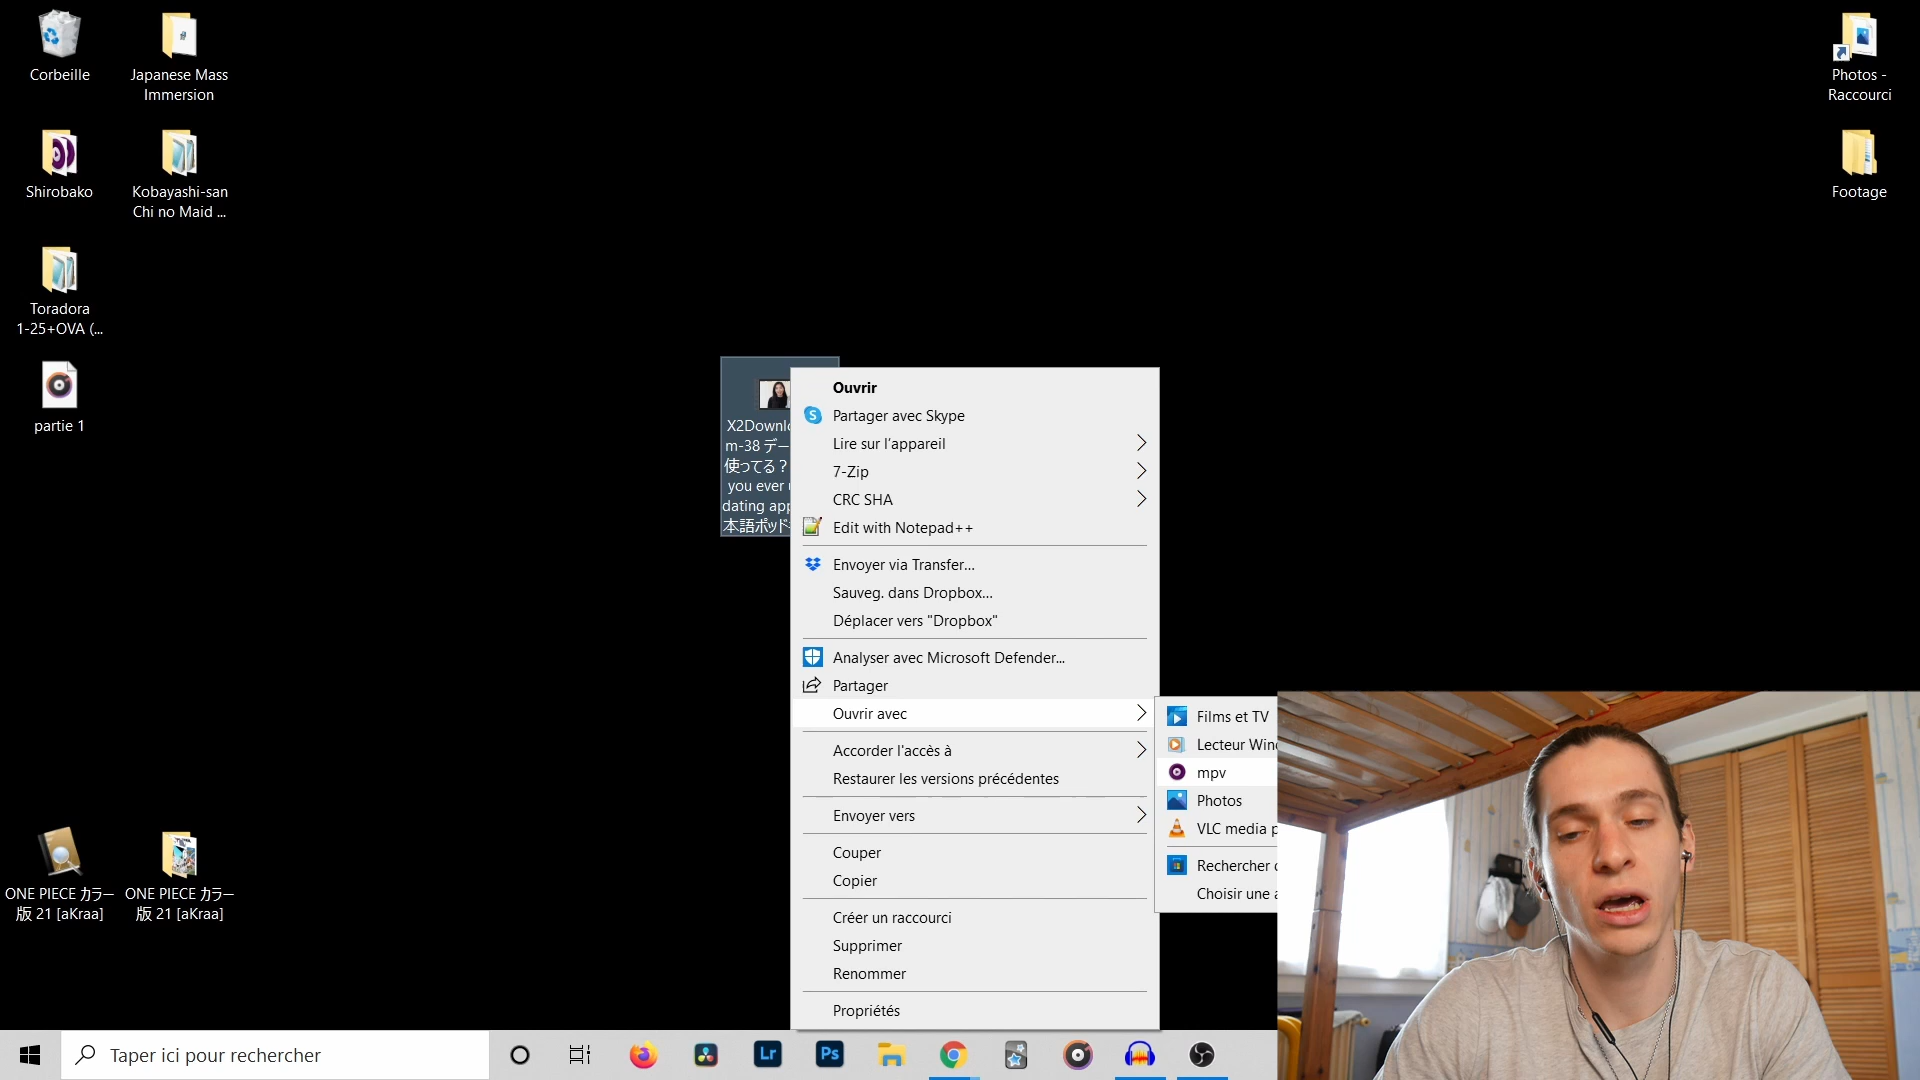 Corbeille
Japanese Mass
Immersion
Photos -
Raccourci
Shirobako
Kobayashi-san
Chi no Maid ...
Footage
Toradora
1-25+OVA (...
partie 1
X2Downl
m-38 デー
使ってる？
you ever
dating app
本語ポッド
Ouvrir
Partager avec Skype
Lire sur l'appareil
7-Zip
CRC SHA
Edit with Notepad++
Envoyer via Transfer...
Sauveg. dans Dropbox...
Déplacer vers "Dropbox"
Analyser avec Microsoft Defender...
Partager
Ouvrir avec
Accorder l'accès à
Restaurer les versions précédentes
Envoyer vers
Couper
Copier
Créer un raccourci
Supprimer
Renommer
Propriétés
Films et TV
Lecteur Wind
mpv
Photos
VLC media p
Rechercher
Choisir une a
ONE PIECE カラー
版 21 [aKraa]
ONE PIECE カラー
版 21 [aKraa]
Taper ici pour rechercher
Lr
Ps